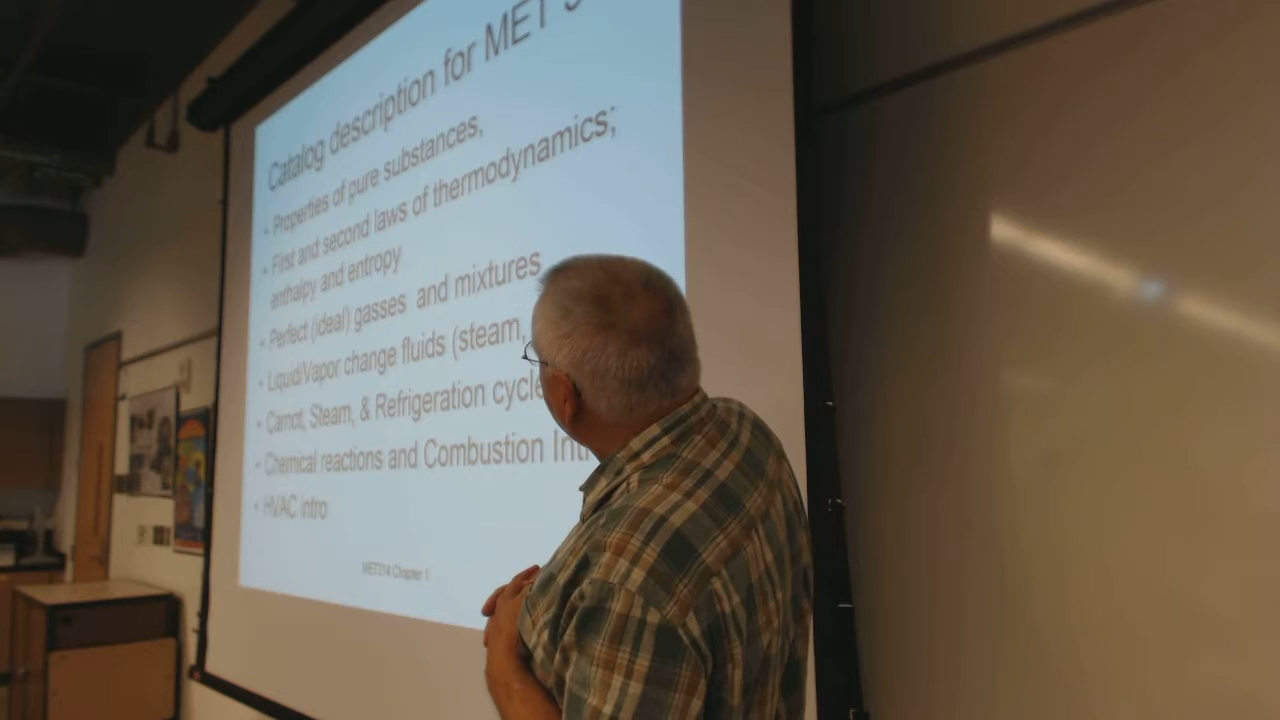 Catalog description for MET 3
• Properties of pure substances,
• First and second laws of thermodynamics;
enthalpy and entropy
• Perfect (ideal) gasses and mixtures
• Liquid/Vapor change fluids (steam,
• Carnot, Steam, & Refrigeration cycle
• Chemical reactions and Combustion Int
• HVAC intro
MET314 Chapter 1